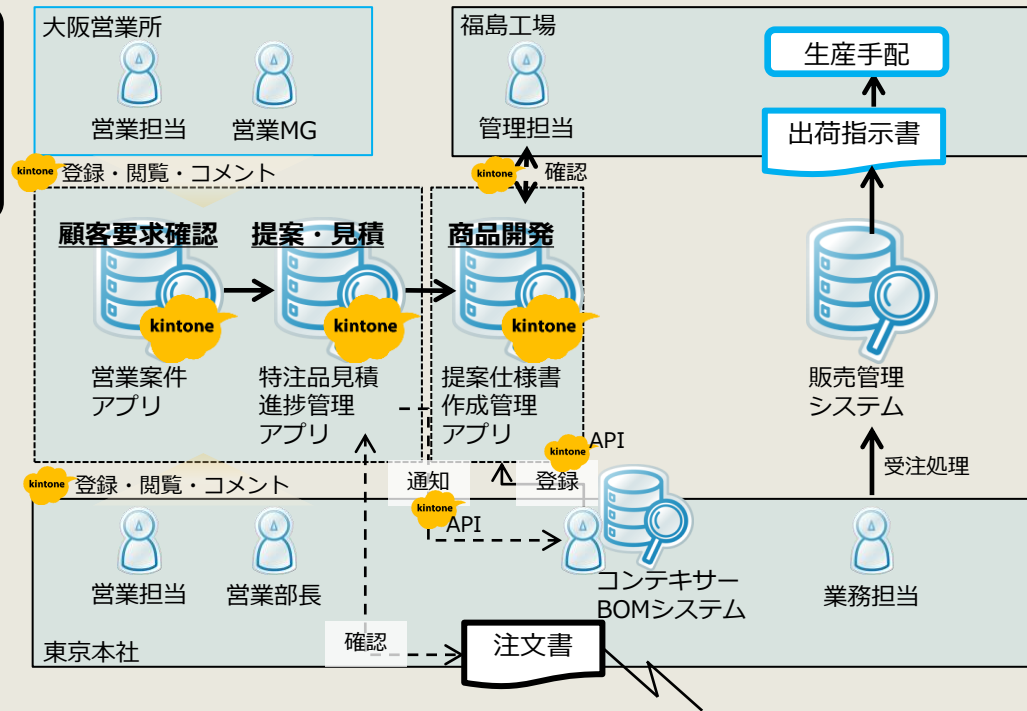 大阪営業所
営業担当
営業MG
福島工場
管理担当
生産手配
出荷指示書
kintone
登録・閲覧・コメント
kintone
確認
顧客要求確認
提案・見積
商品開発
kintone
kintone
kintone
営業案件
アプリ
特注品見積
進捗管理
アプリ
提案仕様書
作成管理
アプリ
販売管理
システム
kintone
API
受注処理
kintone
登録・閲覧・コメント
通知
登録
kintone
API
営業担当
営業部長
コンテキサー
BOMシステム
業務担当
確認
注文書
東京本社